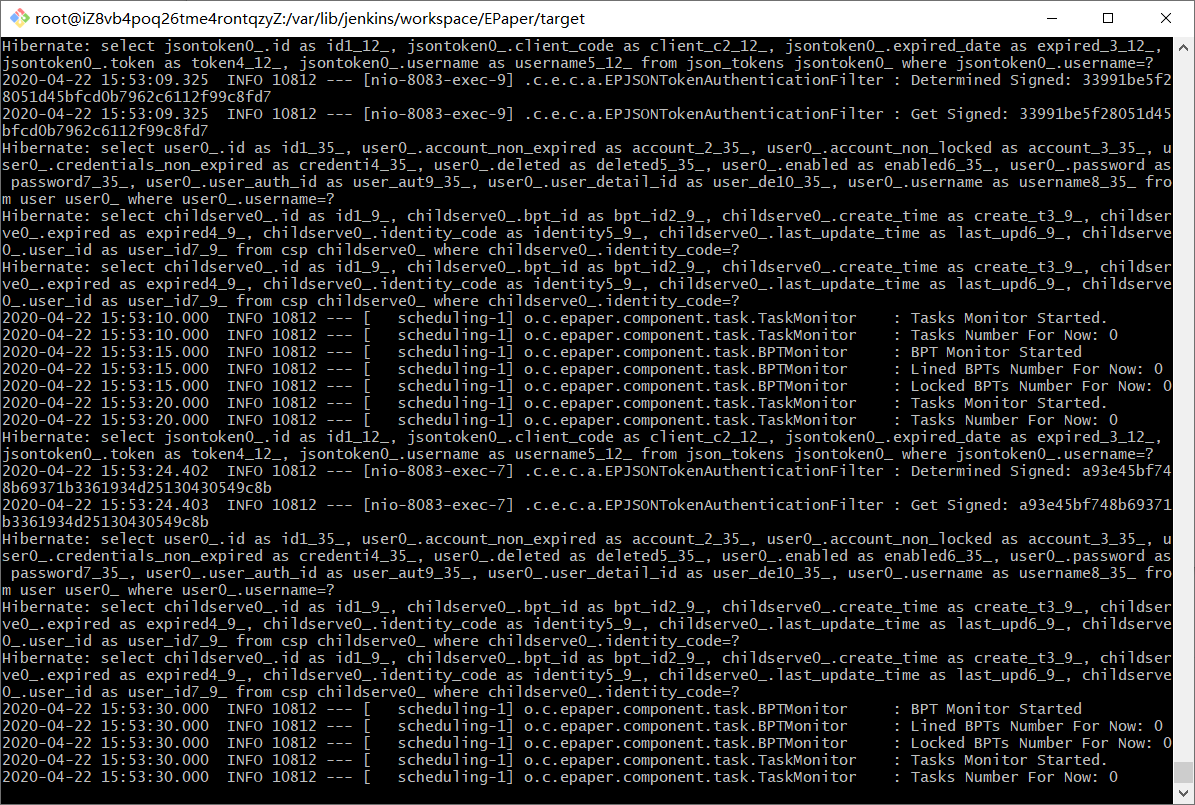 root@iZ8vb4poq26tme4rontqzyZ:/var/lib/jenkins/workspace/EPaper/target
Hibernate: select jsontoken0_.id as id1_12_, jsontoken0_.client_code as client_c2_12_, jsontoken0_.expired_date as expired_3_12_,
jsontoken0_.token as token4_12_, jsontoken0_.username as username5_12_ from json_tokens jsontoken0_ where jsontoken0_.username=?
2020-04-22 15:53:09.325  INFO 10812 --- [nio-8083-exec-9] .c.e.c.a.EPJSONTokenAuthenticationFilter : Determined Signed: 33991be5f2
8051d45bfcd0b7962c6112f99c8fd7
2020-04-22 15:53:09.325  INFO 10812 --- [nio-8083-exec-9] .c.e.c.a.EPJSONTokenAuthenticationFilter : Get Signed: 33991be5f28051d45
bfcd0b7962c6112f99c8fd7
Hibernate: select user0_.id as id1_35_, user0_.account_non_expired as account_2_35_, user0_.account_non_locked as account_3_35_, u
ser0_.credentials_non_expired as credenti4_35_, user0_.deleted as deleted5_35_, user0_.enabled as enabled6_35_, user0_.password as
 password7_35_, user0_.user_auth_id as user_aut9_35_, user0_.user_detail_id as user_de10_35_, user0_.username as username8_35_ fro
m user user0_ where user0_.username=?
Hibernate: select childserve0_.id as id1_9_, childserve0_.bpt_id as bpt_id2_9_, childserve0_.create_time as create_t3_9_, childser
ve0_.expired as expired4_9_, childserve0_.identity_code as identity5_9_, childserve0_.last_update_time as last_upd6_9_, childserve
0_.user_id as user_id7_9_ from csp childserve0_ where childserve0_.identity_code=?
Hibernate: select childserve0_.id as id1_9_, childserve0_.bpt_id as bpt_id2_9_, childserve0_.create_time as create_t3_9_, childser
ve0_.expired as expired4_9_, childserve0_.identity_code as identity5_9_, childserve0_.last_update_time as last_upd6_9_, childserve
0_.user_id as user_id7_9_ from csp childserve0_ where childserve0_.identity_code=?
2020-04-22 15:53:10.000  INFO 10812 --- [   scheduling-1] o.c.epaper.component.task.TaskMonitor    : Tasks Monitor Started.
2020-04-22 15:53:10.000  INFO 10812 --- [   scheduling-1] o.c.epaper.component.task.TaskMonitor    : Tasks Number For Now: 0
2020-04-22 15:53:15.000  INFO 10812 --- [   scheduling-1] o.c.epaper.component.task.BPTMonitor     : BPT Monitor Started
2020-04-22 15:53:15.000  INFO 10812 --- [   scheduling-1] o.c.epaper.component.task.BPTMonitor     : Lined BPTs Number For Now: 0
2020-04-22 15:53:15.000  INFO 10812 --- [   scheduling-1] o.c.epaper.component.task.BPTMonitor     : Locked BPTs Number For Now: 0
2020-04-22 15:53:20.000  INFO 10812 --- [   scheduling-1] o.c.epaper.component.task.TaskMonitor    : Tasks Monitor Started.
2020-04-22 15:53:20.000  INFO 10812 --- [   scheduling-1] o.c.epaper.component.task.TaskMonitor    : Tasks Number For Now: 0
Hibernate: select jsontoken0_.id as id1_12_, jsontoken0_.client_code as client_c2_12_, jsontoken0_.expired_date as expired_3_12_,
jsontoken0_.token as token4_12_, jsontoken0_.username as username5_12_ from json_tokens jsontoken0_ where jsontoken0_.username=?
2020-04-22 15:53:24.402  INFO 10812 --- [nio-8083-exec-7] .c.e.c.a.EPJSONTokenAuthenticationFilter : Determined Signed: a93e45bf74
8b69371b3361934d25130430549c8b
2020-04-22 15:53:24.403  INFO 10812 --- [nio-8083-exec-7] .c.e.c.a.EPJSONTokenAuthenticationFilter : Get Signed: a93e45bf748b69371
b3361934d25130430549c8b
Hibernate: select user0_.id as id1_35_, user0_.account_non_expired as account_2_35_, user0_.account_non_locked as account_3_35_, u
ser0_.credentials_non_expired as credenti4_35_, user0_.deleted as deleted5_35_, user0_.enabled as enabled6_35_, user0_.password as
 password7_35_, user0_.user_auth_id as user_aut9_35_, user0_.user_detail_id as user_de10_35_, user0_.username as username8_35_ fro
m user user0_ where user0_.username=?
Hibernate: select childserve0_.id as id1_9_, childserve0_.bpt_id as bpt_id2_9_, childserve0_.create_time as create_t3_9_, childser
ve0_.expired as expired4_9_, childserve0_.identity_code as identity5_9_, childserve0_.last_update_time as last_upd6_9_, childserve
0_.user_id as user_id7_9_ from csp childserve0_ where childserve0_.identity_code=?
Hibernate: select childserve0_.id as id1_9_, childserve0_.bpt_id as bpt_id2_9_, childserve0_.create_time as create_t3_9_, childser
ve0_.expired as expired4_9_, childserve0_.identity_code as identity5_9_, childserve0_.last_update_time as last_upd6_9_, childserve
0_.user_id as user_id7_9_ from csp childserve0_ where childserve0_.identity_code=?
2020-04-22 15:53:30.000  INFO 10812 --- [   scheduling-1] o.c.epaper.component.task.BPTMonitor     : BPT Monitor Started
2020-04-22 15:53:30.000  INFO 10812 --- [   scheduling-1] o.c.epaper.component.task.BPTMonitor     : Lined BPTs Number For Now: 0
2020-04-22 15:53:30.000  INFO 10812 --- [   scheduling-1] o.c.epaper.component.task.BPTMonitor     : Locked BPTs Number For Now: 0
2020-04-22 15:53:30.000  INFO 10812 --- [   scheduling-1] o.c.epaper.component.task.TaskMonitor    : Tasks Monitor Started.
2020-04-22 15:53:30.000  INFO 10812 --- [   scheduling-1] o.c.epaper.component.task.TaskMonitor    : Tasks Number For Now: 0